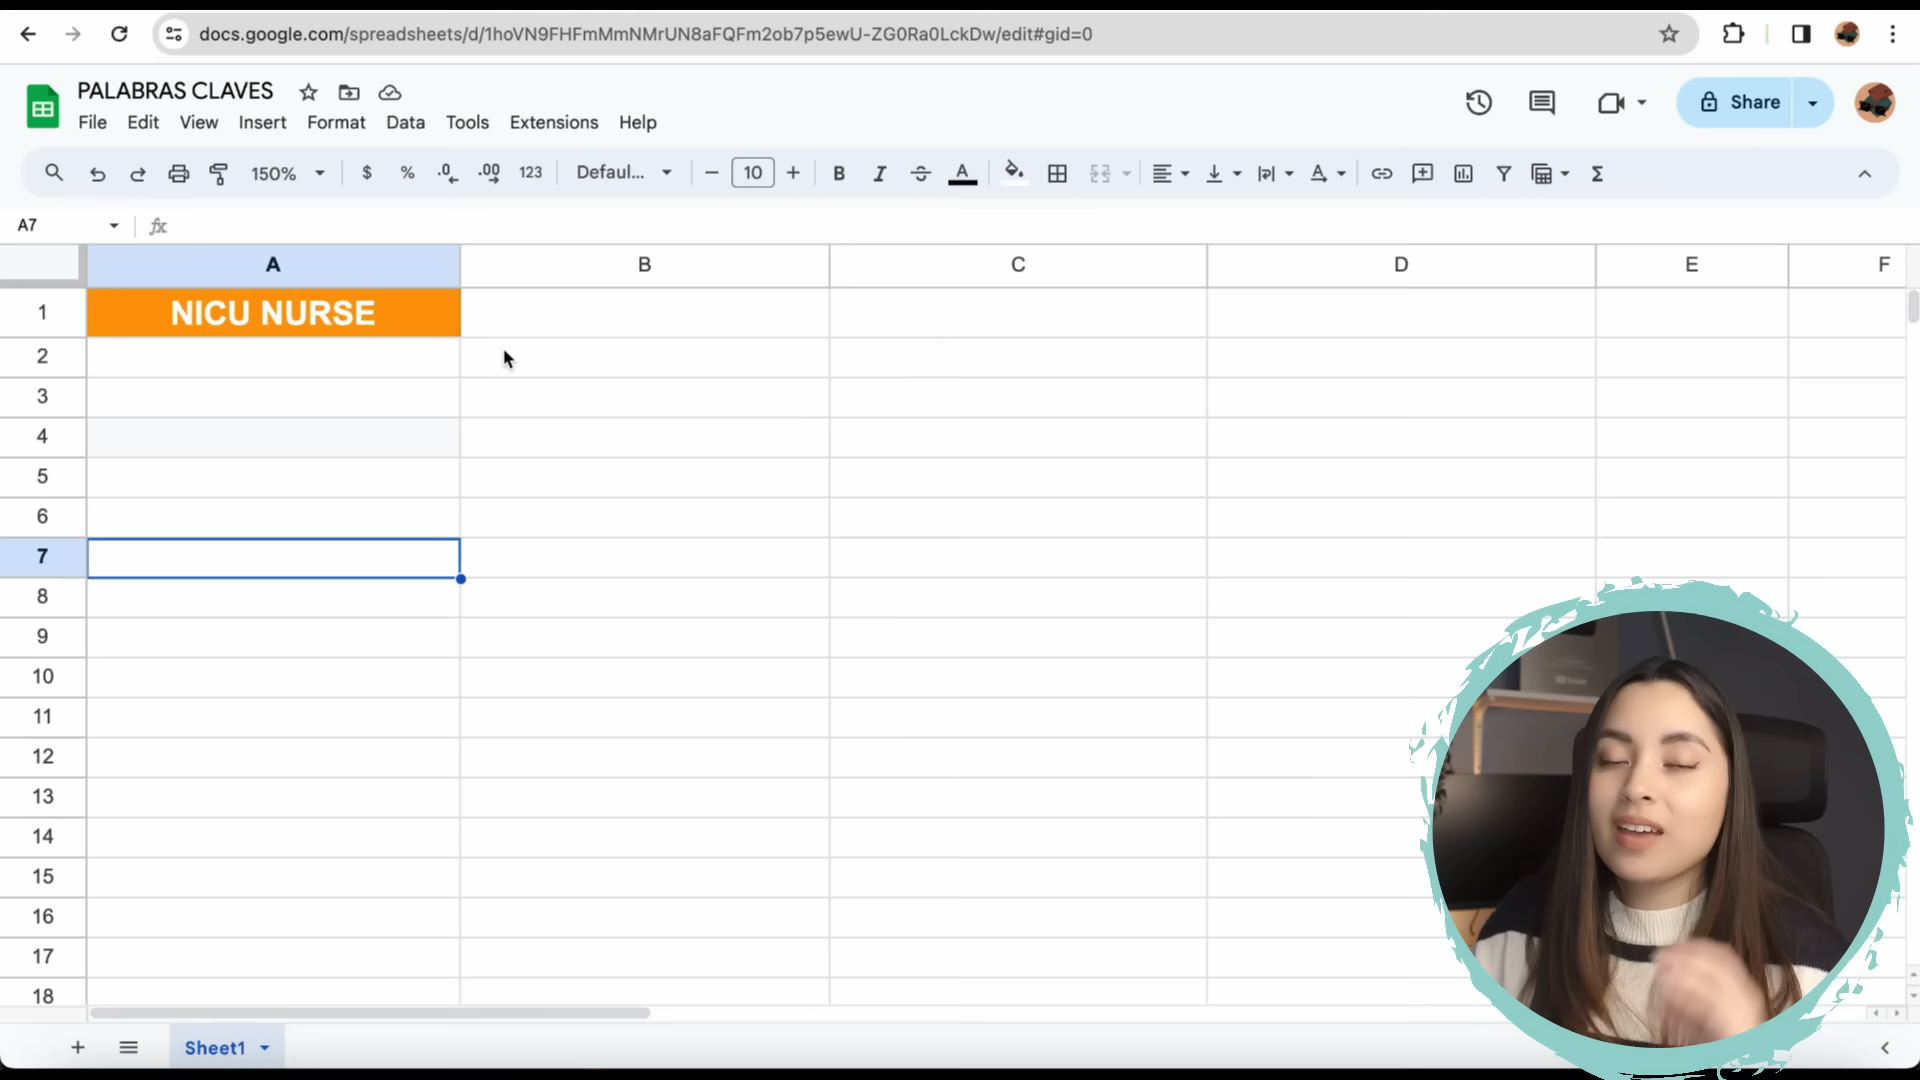 docs.google.com/spreadsheets/d/1hoVN9FHFmMmNMrUN8aFQFm2ob7p5ewU-ZG0Ra0LckDw/edit#gid=0
PALABRAS CLAVES
File Edit View Insert Format Data Tools Extensions Help
Share
150% $ % .0 .00 123 Defaul... 10 B I S A Σ
A7 fx
A B C D E F
1 NICU NURSE
2
3
4
5
6
7
8
9
10
11
12
13
14
15
16
17
18
Sheet1